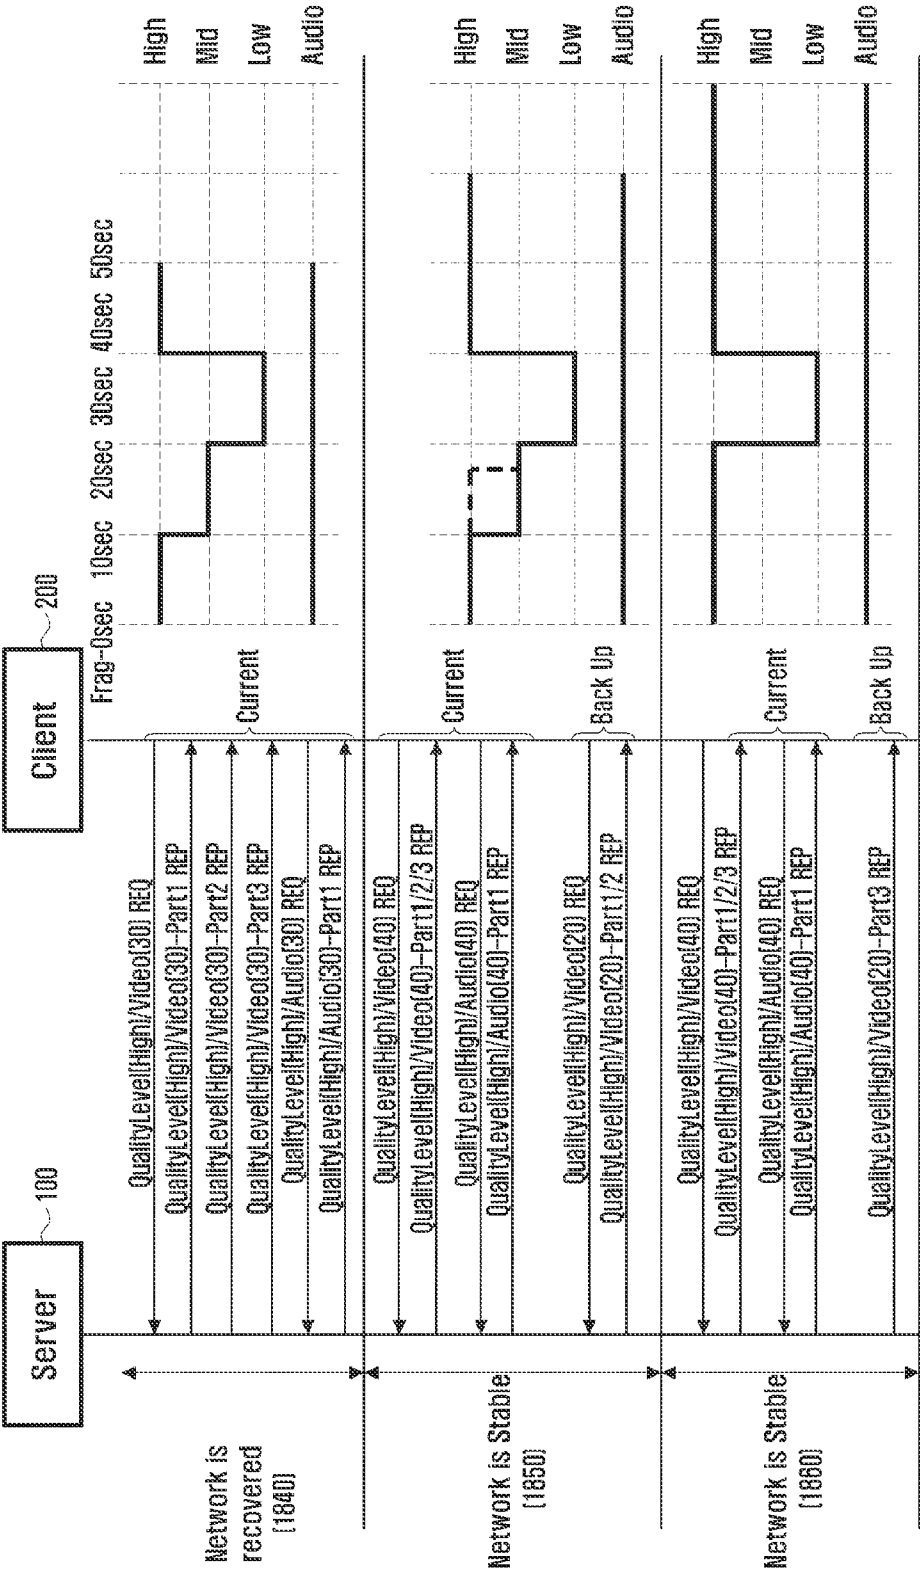 Server
100
Client
200
Frag-0sec 10sec 20sec 30sec 40sec 50sec
Network is
recovered
(1840)
QualityLevel(High)/Video(30) REQ
QualityLevel(High)/Video(30)-Part1 REP
QualityLevel(High)/Video(30)-Part2 REP
QualityLevel(High)/Video(30)-Part3 REP
QualityLevel(High)/Audio(30) REQ
QualityLevel(High)/Audio(30)-Part1 REP
Current
High
Mid
Low
Audio
Network is Stable
(1850)
QualityLevel(High)/Video(40) REQ
QualityLevel(High)/Video(40)-Part1/2/3 REP
QualityLevel(High)/Audio(40) REQ
QualityLevel(High)/Audio(40)-Part1 REP
QualityLevel(High)/Video(20) REQ
QualityLevel(High)/Video(20)-Part1/2 REP
Current
Back Up
High
Mid
Low
Audio
Network is Stable
(1860)
QualityLevel(High)/Video(40) REQ
QualityLevel(High)/Video(40)-Part1/2/3 REP
QualityLevel(High)/Audio(40) REQ
QualityLevel(High)/Audio(40)-Part1 REP
QualityLevel(High)/Video(20)-Part3 REP
Current
Back Up
High
Mid
Low
Audio